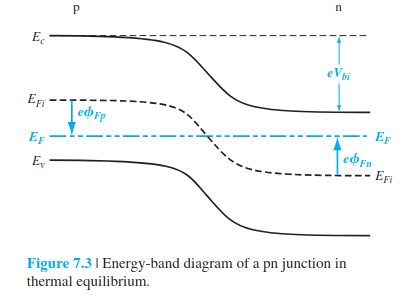 p n
E_c
eV_bi
E_Fi
eϕ_Fp
E_F E_F
E_v eϕ_Fn
E_Fi
Figure 7.3 | Energy-band diagram of a pn junction in
thermal equilibrium.